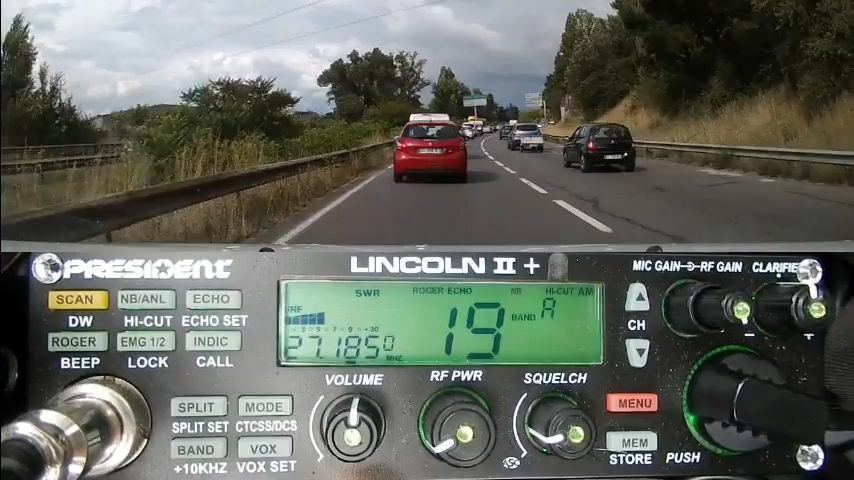 PRESIDENT
LINCOLN II +
MIC GAIN RF GAIN CLARIFIER
SCAN NB/ANL ECHO
DW HI-CUT ECHO SET
ROGER EMG 1/2 INDIC
BEEP LOCK CALL
SPLIT MODE
SPLIT SET CTCSS/DCS
BAND VOX
+10KHZ VOX SET
SWR ROGER ECHO NB HI-CUT AM
BAND A
19
27.1850 MHZ
CH
VOLUME RF PWR SQUELCH
MENU
MEM
STORE PUSH
- +